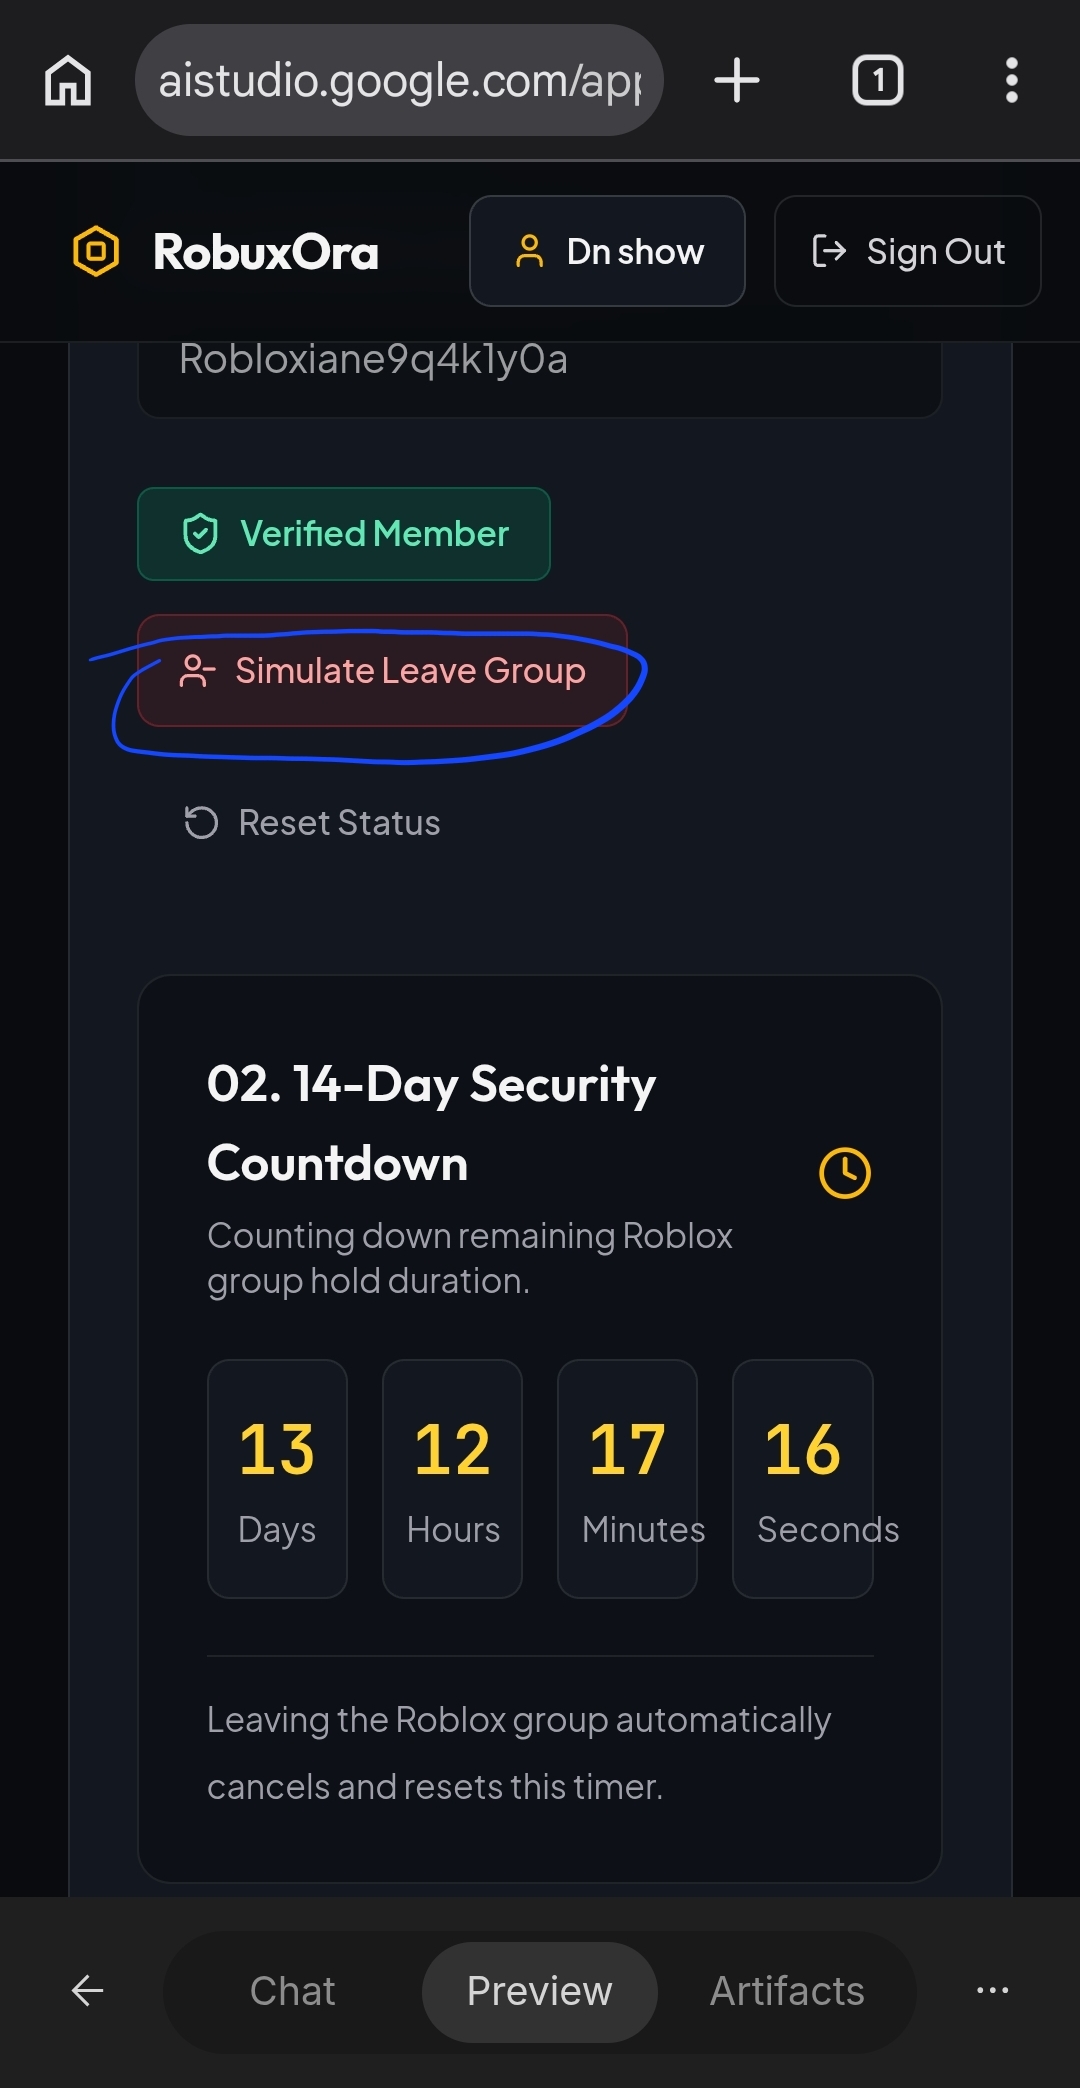 aistudio.google.com/app
1
RobuxOra
Dn show
Sign Out
Robloxiane9q4k1y0a
Verified Member
Simulate Leave Group
Reset Status
02. 14-Day Security
Countdown
Counting down remaining Roblox
group hold duration.
13 12 17 16
Days Hours Minutes Seconds
Leaving the Roblox group automatically
cancels and resets this timer.
Chat Preview Artifacts